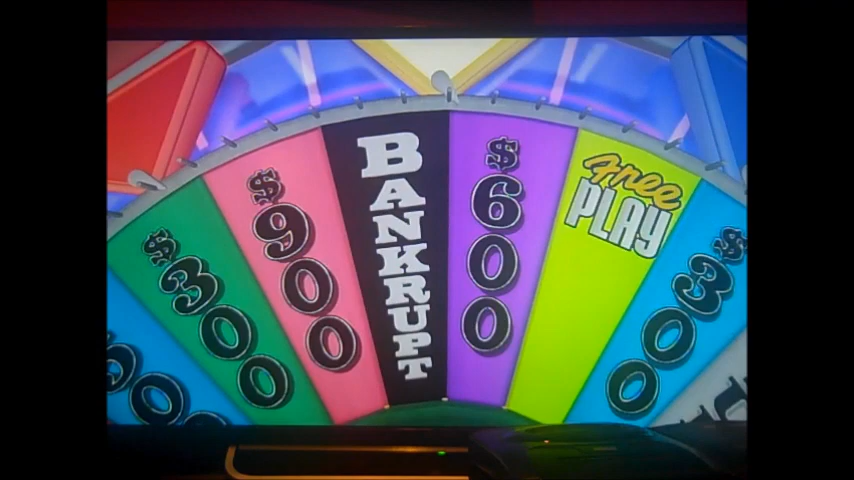 $300
$900
BANKRUPT
$600
Free
PLAY
$300